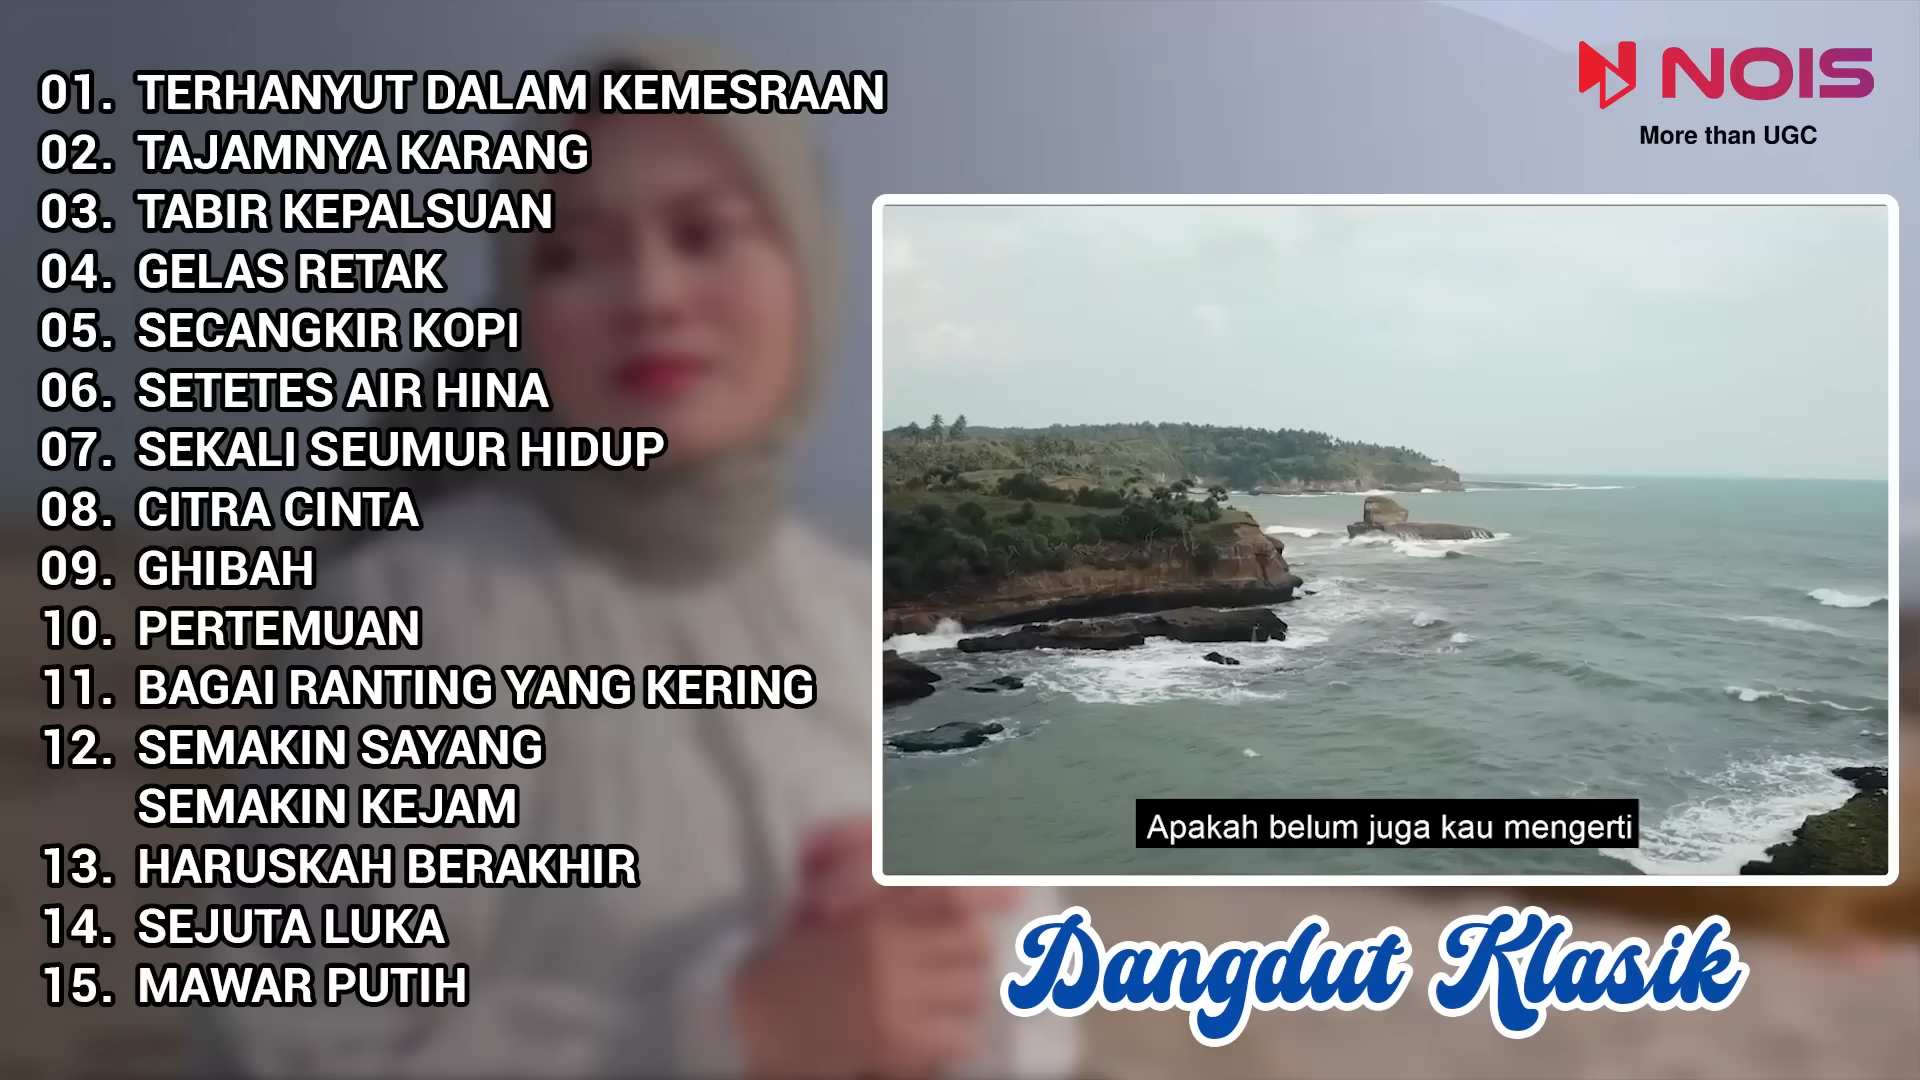 01. TERHANYUT DALAM KEMESRAAN
02. TAJAMNYA KARANG
03. TABIR KEPALSUAN
04. GELAS RETAK
05. SECANGKIR KOPI
06. SETETES AIR HINA
07. SEKALI SEUMUR HIDUP
08. CITRA CINTA
09. GHIBAH
10. PERTEMUAN
11. BAGAI RANTING YANG KERING
12. SEMAKIN SAYANG
SEMAKIN KEJAM
13. HARUSKAH BERAKHIR
14. SEJUTA LUKA
15. MAWAR PUTIH
NOIS
More than UGC
Apakah belum juga kau mengerti
Dangdut Klasik